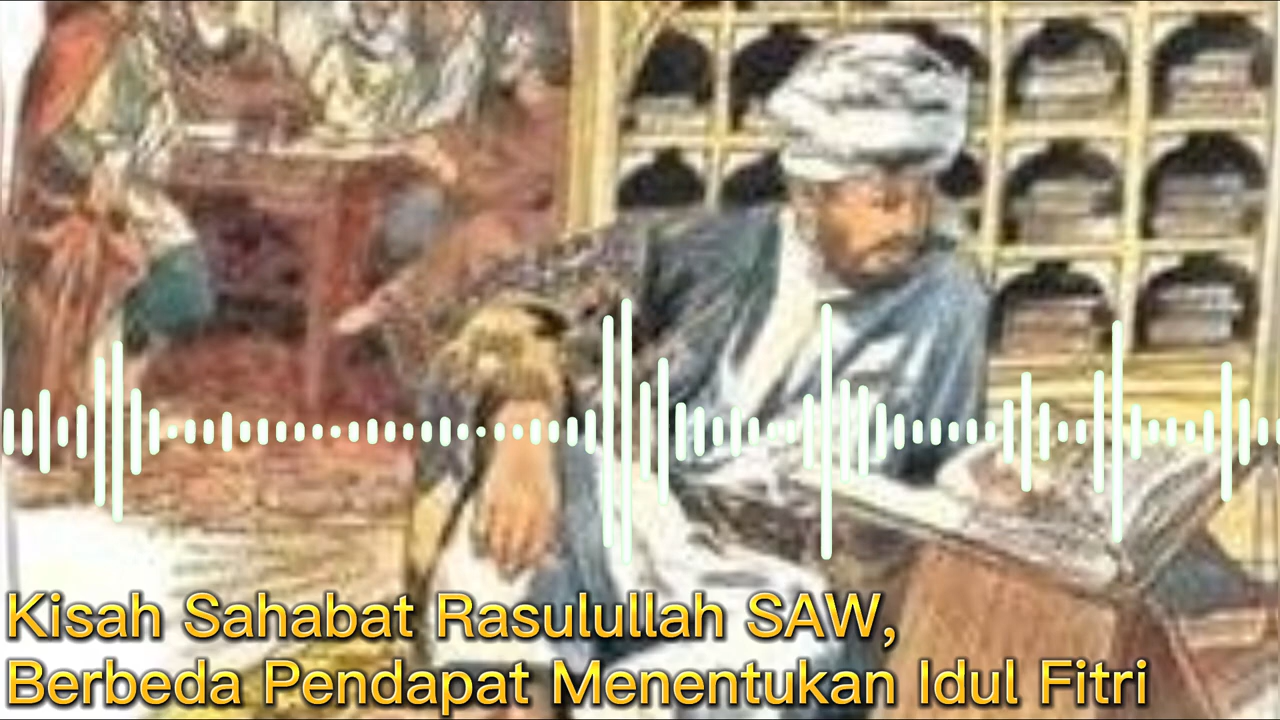 Kisah Sahabat Rasulullah SAW,
Berbeda Pendapat Menentukan Idul Fitri